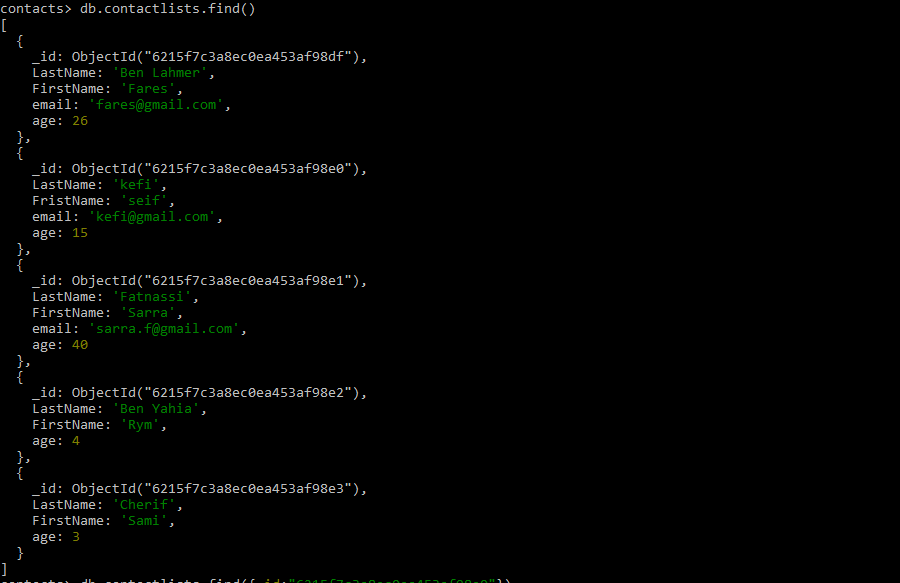 contacts> db.contactlists.find()
[
  {
    _id: ObjectId("6215f7c3a8ec0ea453af98df"),
    LastName: 'Ben Lahmer',
    FirstName: 'Fares',
    email: 'fares@gmail.com',
    age: 26
  },
  {
    _id: ObjectId("6215f7c3a8ec0ea453af98e0"),
    LastName: 'kefi',
    FristName: 'seif',
    email: 'kefi@gmail.com',
    age: 15
  },
  {
    _id: ObjectId("6215f7c3a8ec0ea453af98e1"),
    LastName: 'Fatnassi',
    FirstName: 'Sarra',
    email: 'sarra.f@gmail.com',
    age: 40
  },
  {
    _id: ObjectId("6215f7c3a8ec0ea453af98e2"),
    LastName: 'Ben Yahia',
    FirstName: 'Rym',
    age: 4
  },
  {
    _id: ObjectId("6215f7c3a8ec0ea453af98e3"),
    LastName: 'Cherif',
    FirstName: 'Sami',
    age: 3
  }
]
contacts> db.contactlists.find({_id: